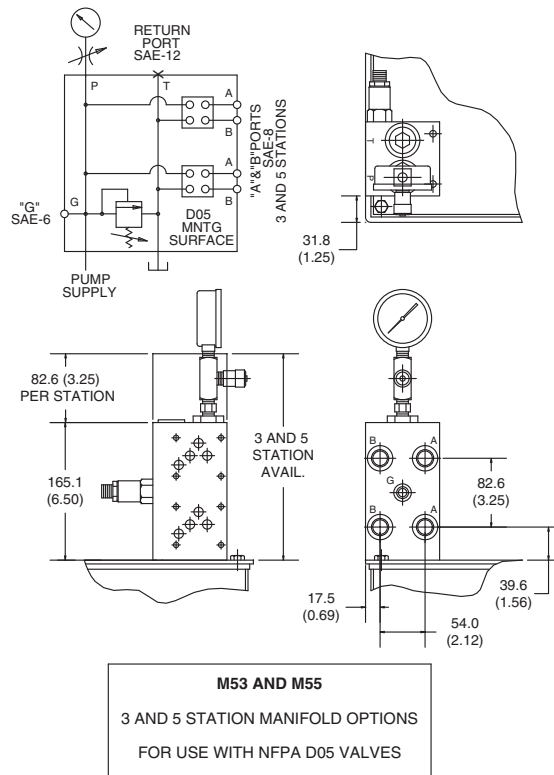 RETURN
PORT
SAE-12
P
T
A
B
A
B
"A"&"B"PORTS
SAE-8
3 AND 5 STATIONS
G
"G"
SAE-6
D05
MNTG
SURFACE
PUMP
SUPPLY
T
P
31.8
(1.25)
82.6 (3.25)
PER STATION
165.1
(6.50)
3 AND 5
STATION
AVAIL.
B
A
G
B
A
82.6
(3.25)
17.5
(0.69)
54.0
(2.12)
39.6
(1.56)
M53 AND M55
3 AND 5 STATION MANIFOLD OPTIONS
FOR USE WITH NFPA D05 VALVES